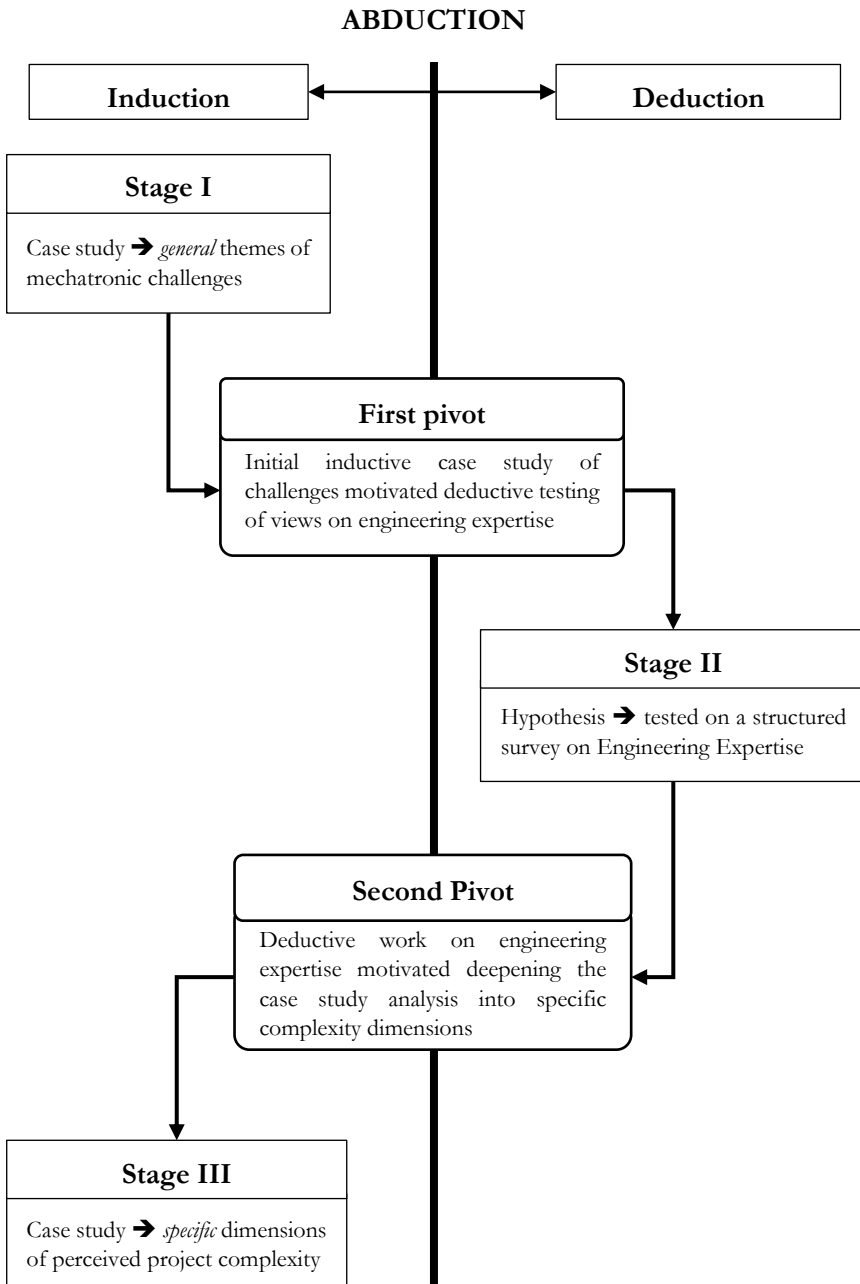 ABDUCTION
Induction
Deduction
Stage I
Case study ➔ general themes of
mechatronic challenges
First pivot
Initial inductive case study of
challenges motivated deductive testing
of views on engineering expertise
Stage II
Hypothesis ➔ tested on a structured
survey on Engineering Expertise
Second Pivot
Deductive work on engineering
expertise motivated deepening the
case study analysis into specific
complexity dimensions
Stage III
Case study ➔ specific dimensions
of perceived project complexity